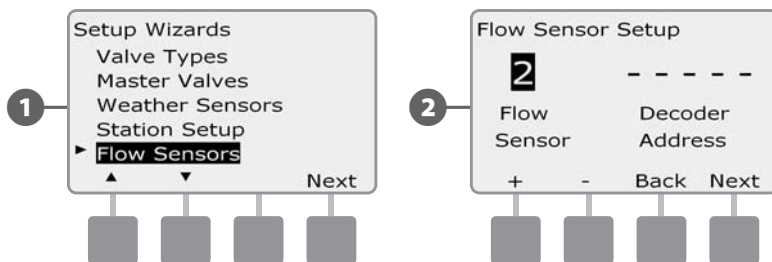 1
Setup Wizards
Valve Types
Master Valves
Weather Sensors
Station Setup
► Flow Sensors
▲ ▼ Next
2
Flow Sensor Setup
2 - - - - -
Flow Sensor
Decoder Address
+ - Back Next